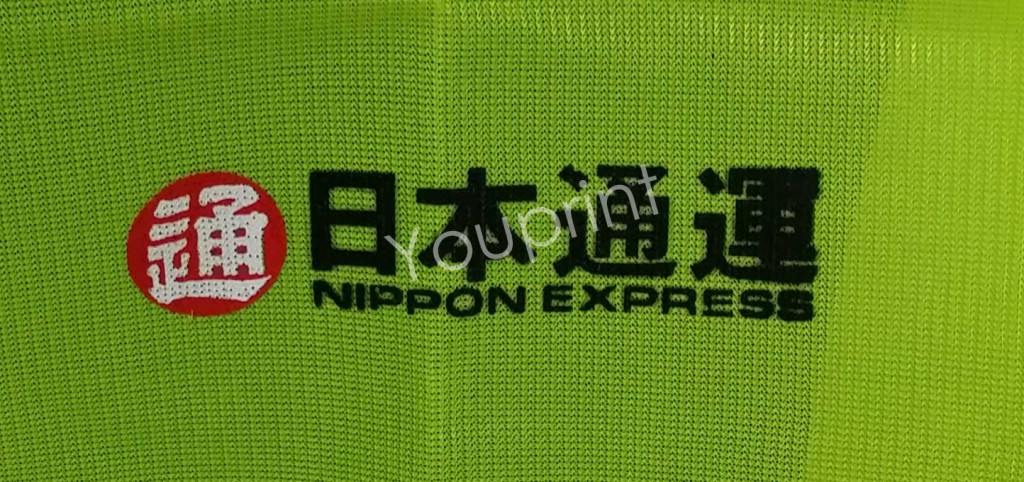 通 日本通運
NIPPON EXPRESS
Youprint